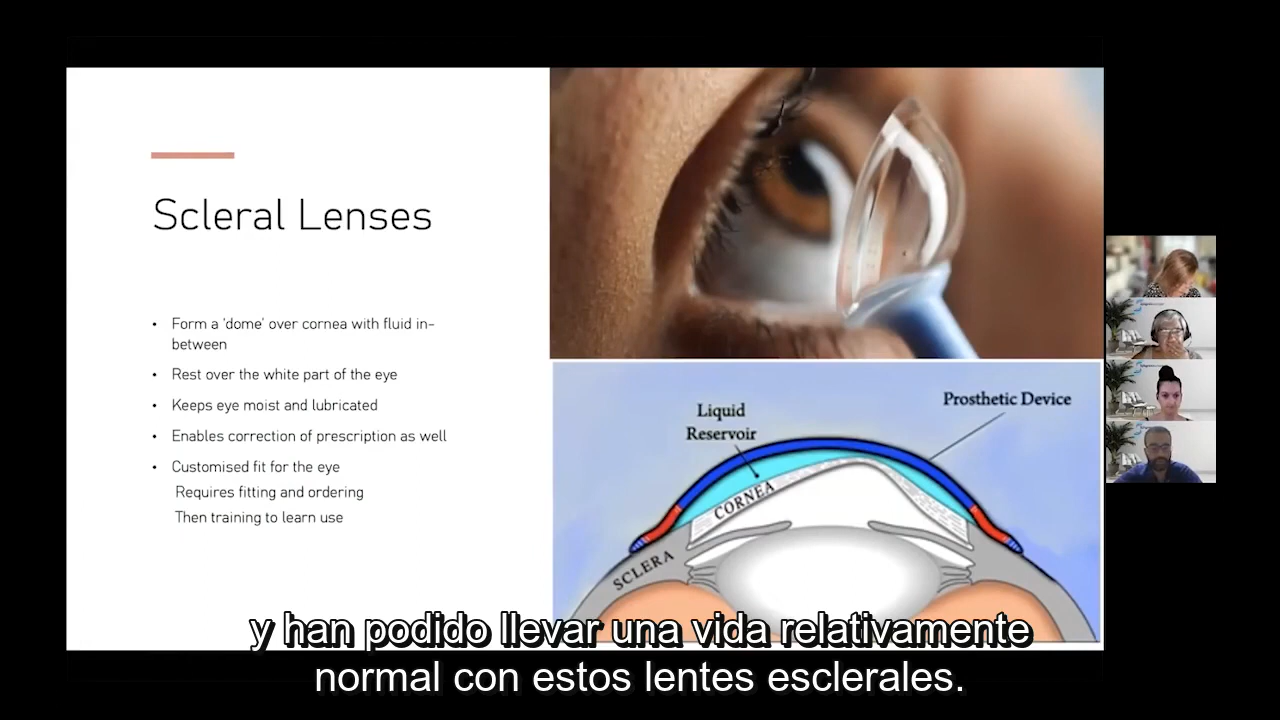 Scleral Lenses
• Form a 'dome' over cornea with fluid in-
between
• Rest over the white part of the eye
• Keeps eye moist and lubricated
• Enables correction of prescription as well
• Customised fit for the eye
Requires fitting and ordering
Then training to learn use
Liquid
Reservoir
Prosthetic Device
CORNEA
SCLERA
y han podido llevar una vida relativamente
normal con estos lentes esclerales.